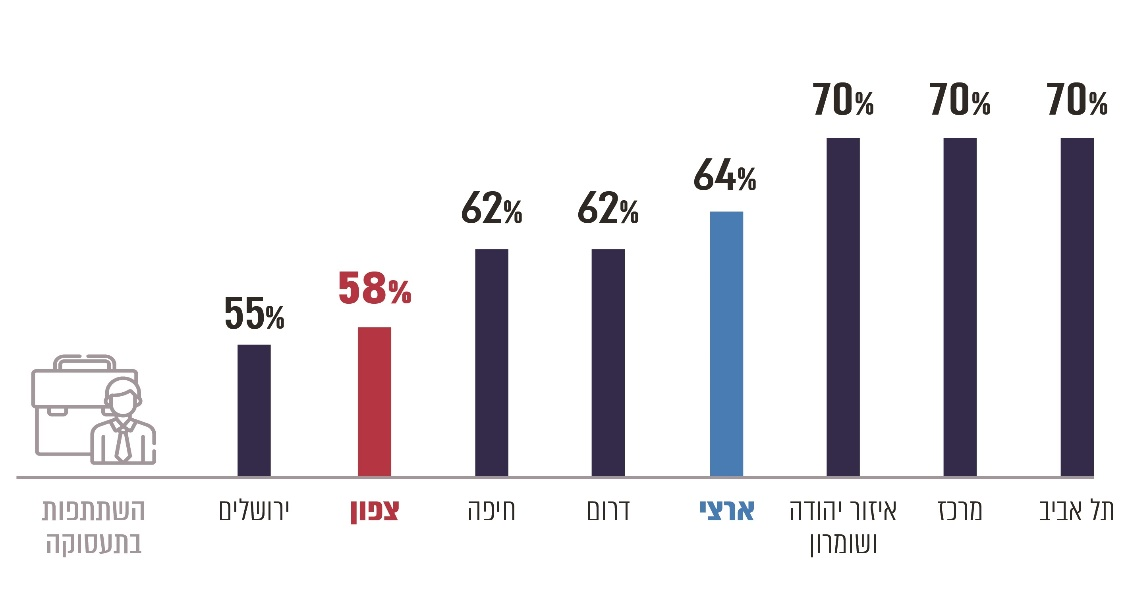 70%
70%
70%
64%
62%
62%
58%
55%
תל אביב
מרכז
איזור יהודה
ושומרון
ארצי
דרום
חיפה
צפון
ירושלים
השתתפות
בתעסוקה